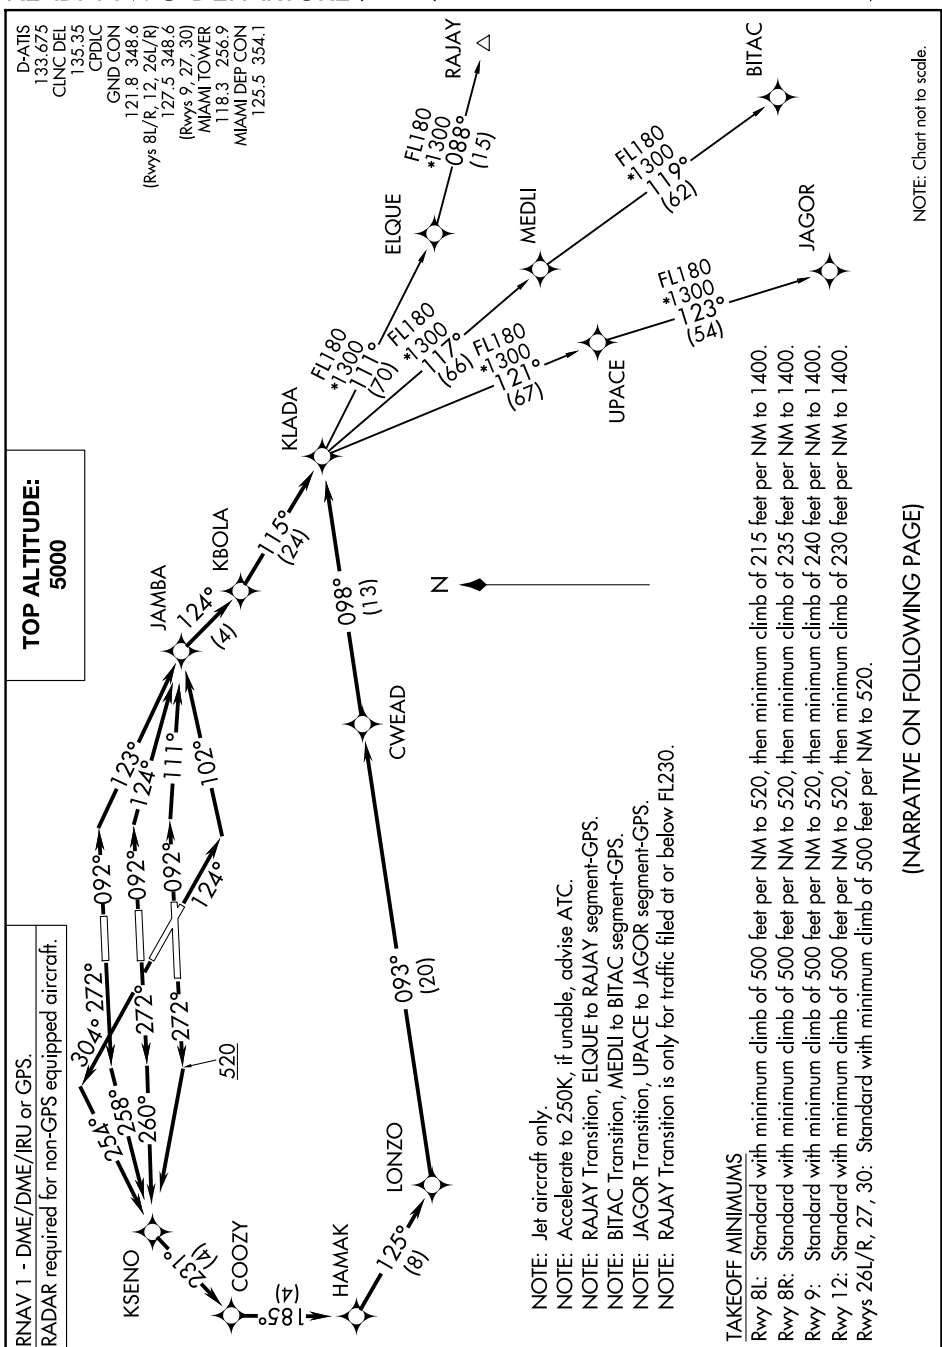 RNAV 1 - DME/DME/IRU or GPS.
RADAR required for non-GPS equipped aircraft.
TOP ALTITUDE:
5000
D-ATIS
133.675
CLNC DEL
135.35
CPDLC
GND CON
121.8 348.6
(Rwys 8L/R, 12, 26L/R)
127.5 348.6
(Rwys 9, 27, 30)
MIAMI TOWER
118.3 256.9
MIAMI DEP CON
125.5 354.1
304°
272°
092°
123°
254°
258°
272°
092°
124°
260°
272°
092°
111°
124°
102°
520
KSENO
231°
(4)
COOZY
185°
(4)
HAMAK
125°
(8)
LONZO
093°
(20)
CWEAD
098°
(13)
JAMBA
124°
(4)
KBOLA
115°
(24)
KLADA
FL180
*1300
111°
(70)
ELQUE
FL180
*1300
088°
(15)
RAJAY
FL180
*1300
117°
(66)
MEDLI
FL180
*1300
119°
(62)
BITAC
FL180
*1300
121°
(67)
UPACE
FL180
*1300
123°
(54)
JAGOR
N
NOTE: Chart not to scale.
NOTE: Jet aircraft only.
NOTE: Accelerate to 250K, if unable, advise ATC.
NOTE: RAJAY Transition, ELQUE to RAJAY segment-GPS.
NOTE: BITAC Transition, MEDLI to BITAC segment-GPS.
NOTE: JAGOR Transition, UPACE to JAGOR segment-GPS.
NOTE: RAJAY Transition is only for traffic filed at or below FL230.
TAKEOFF MINIMUMS
Rwy 8L: Standard with minimum climb of 500 feet per NM to 520, then minimum climb of 215 feet per NM to 1400.
Rwy 8R: Standard with minimum climb of 500 feet per NM to 520, then minimum climb of 235 feet per NM to 1400.
Rwy 9: Standard with minimum climb of 500 feet per NM to 520, then minimum climb of 240 feet per NM to 1400.
Rwy 12: Standard with minimum climb of 500 feet per NM to 520, then minimum climb of 230 feet per NM to 1400.
Rwys 26L/R, 27, 30: Standard with minimum climb of 500 feet per NM to 520.
(NARRATIVE ON FOLLOWING PAGE)